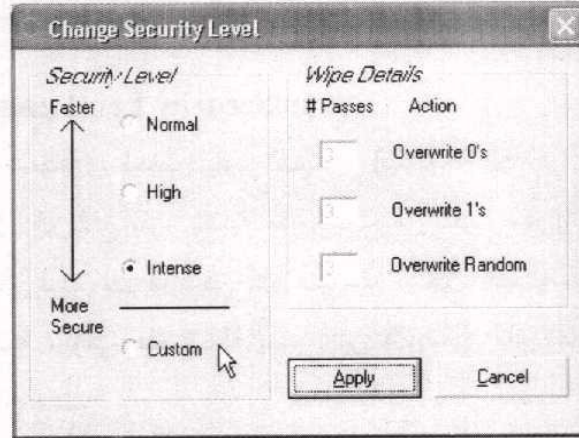 Change Security Level
Security Level
Faster
Normal
High
Intense
More
Secure
Custom
Wipe Details
# Passes Action
Overwrite 0's
Overwrite 1's
Overwrite Random
Apply Cancel